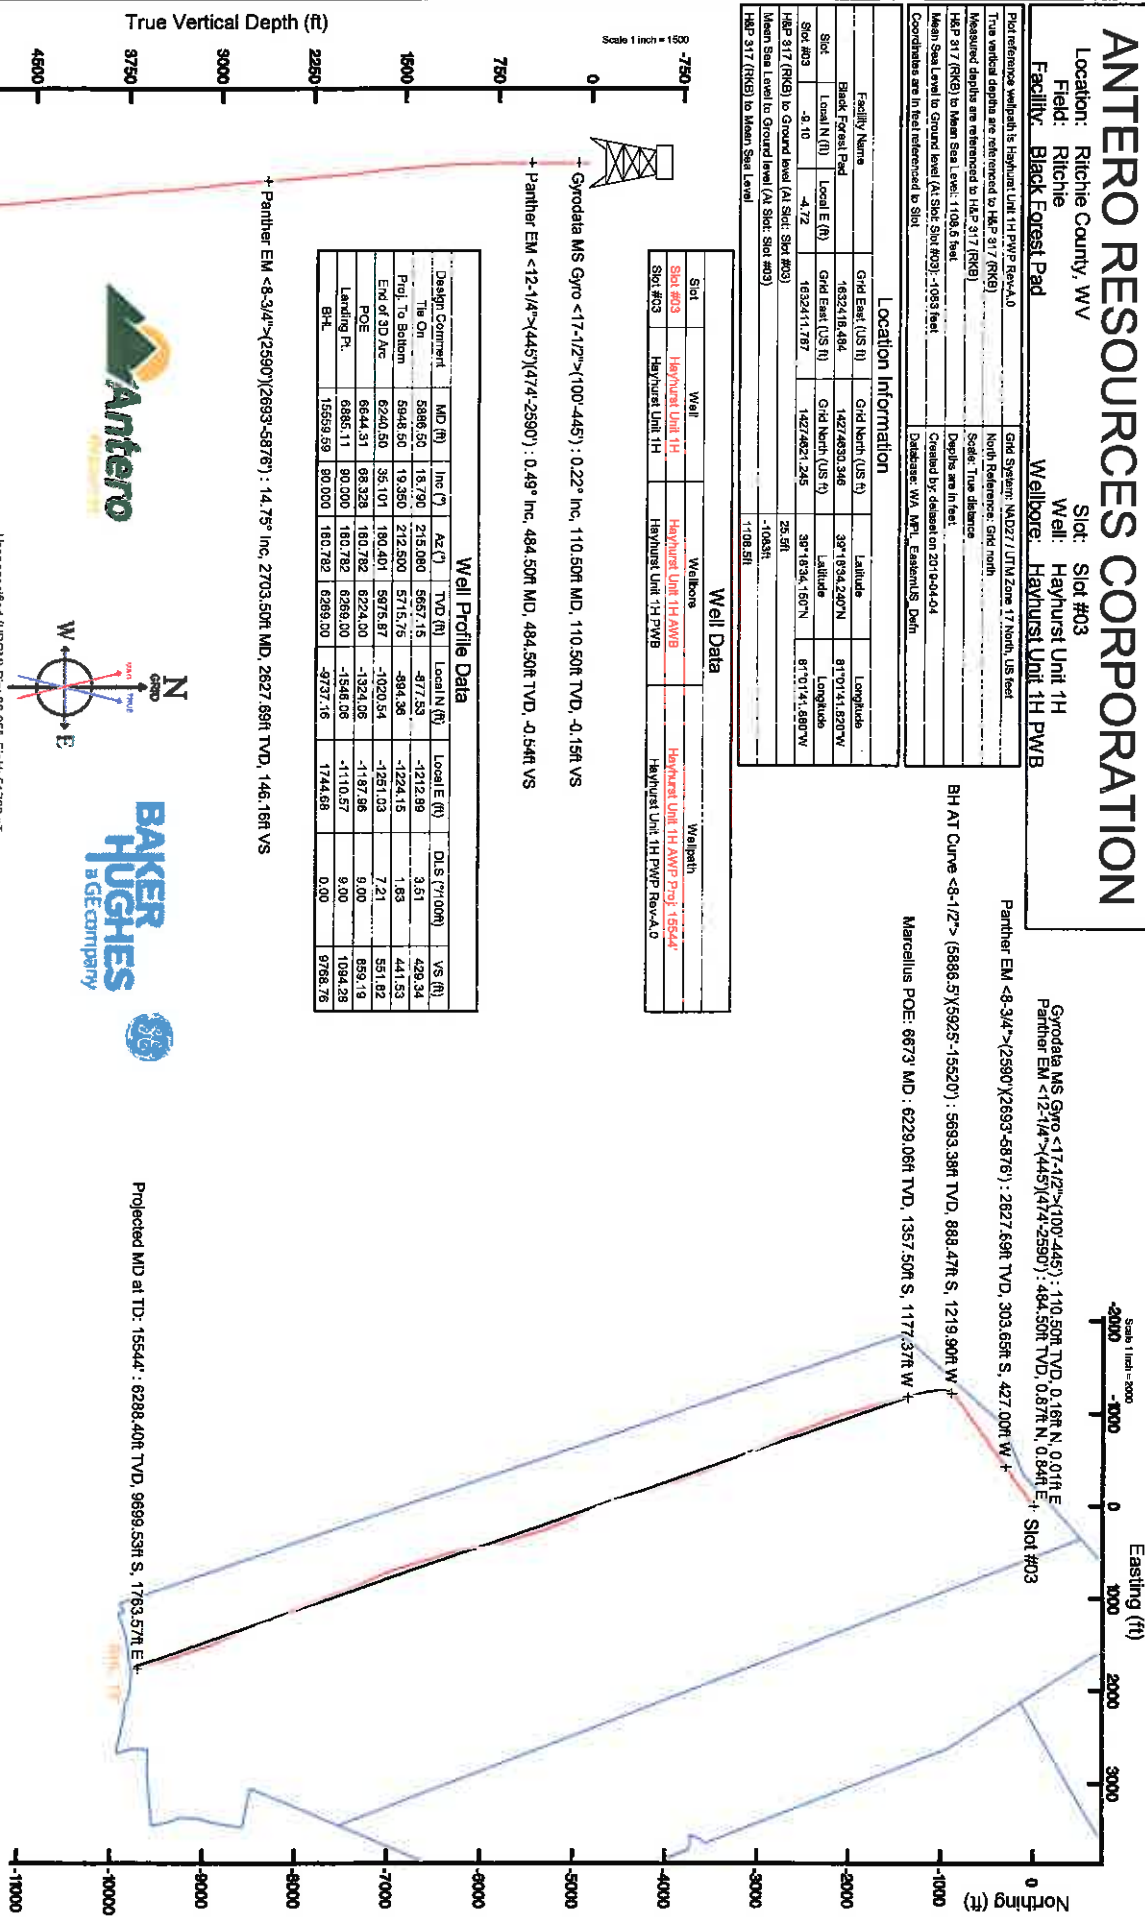 ANTERO RESOURCES CORPORATION
Location: Ritchie County, WV
Field: Ritchie
Facility: Black Forest Pad
Slot: Slot #03
Well: Hayhurst Unit 1H
Wellbore: Hayhurst Unit 1H PWB
Plot reference wellpath is Hayhurst Unit 1H PWP Rev-A.0
True vertical depths are referenced to H&P 317 (RKB)
Measured depths are referenced to H&P 317 (RKB)
H&P 317 (RKB) to Mean Sea Level: 1108.5 feet
Mean Sea Level to Ground level (At Slot: Slot #03): -1083 feet
Coordinates are in feet referenced to Slot
Grid System: NAD27 / UTM Zone 17 North, US feet
North Reference: Grid north
Scale: True distance
Depths are in feet
Created by: delaset on 2019-04-04
Database: WA_MPL_EasternUS_Defn
Location Information
Facility Name Grid East (US ft) Grid North (US ft) Latitude Longitude
Black Forest Pad 1632416.484 14274830.346 39°18'34.240"N 81°01'41.620"W
Slot Local N (ft) Local E (ft) Grid East (US ft) Grid North (US ft) Latitude Longitude
Slot #03 -9.10 -4.72 1632411.767 14274821.245 39°18'34.150"N 81°01'41.680"W
H&P 317 (RKB) to Ground level (At Slot: Slot #03) 25.5ft
Mean Sea Level to Ground level (At Slot: Slot #03) -1083ft
H&P 317 (RKB) to Mean Sea Level 1108.5ft
Well Data
Slot Well Wellbore Wellpath
Slot #03 Hayhurst Unit 1H Hayhurst Unit 1H AWB Hayhurst Unit 1H AWP Proj: 15544'
Slot #03 Hayhurst Unit 1H Hayhurst Unit 1H PWB Hayhurst Unit 1H PWP Rev-A.0
Well Profile Data
Design Comment MD (ft) Inc (°) Az (°) TVD (ft) Local N (ft) Local E (ft) DLS (°/100ft) VS (ft)
Tie On 5886.50 18.790 215.080 5657.15 -877.53 -1212.99 3.51 429.34
Proj. To Bottom 5948.50 19.350 212.500 5715.75 -894.36 -1224.15 1.63 441.53
End of 3D Arc 6240.50 35.101 180.401 5975.87 -1020.54 -1251.03 7.21 551.82
POE 6644.31 68.328 160.782 6224.00 -1324.06 -1187.96 9.00 859.19
Landing Pt. 6885.11 90.000 160.782 6269.00 -1546.06 -1110.57 9.00 1094.28
BHL 15559.59 90.000 160.782 6269.00 -9737.16 1744.68 0.00 9768.76
Scale 1 inch = 1500
True Vertical Depth (ft)
-750
0
750
1500
2250
3000
3750
4500
Gyrodata MS Gyro <17-1/2">(100'-445') : 0.22° Inc, 110.50ft MD, 110.50ft TVD, -0.15ft VS
Panther EM <12-1/4">(445')(474'-2590') : 0.49° Inc, 484.50ft MD, 484.50ft TVD, -0.54ft VS
Panther EM <8-3/4">(2590')(2693'-5876') : 14.75° Inc, 2703.50ft MD, 2627.69ft TVD, 146.16ft VS
Antero
N
GRID
MAG
TRUE
W
E
BAKER
HUGHES
a GE company
GE
Scale 1 inch = 2000
Easting (ft)
-2000
-1000
0
1000
2000
3000
Northing (ft)
0
-1000
-2000
-3000
-4000
-5000
-6000
-7000
-8000
-9000
-10000
-11000
Gyrodata MS Gyro <17-1/2">(100'-445') : 110.50ft TVD, 0.16ft N, 0.01ft E
Panther EM <12-1/4">(445')(474'-2590') : 484.50ft TVD, 0.87ft N, 0.84ft E
Slot #03
Panther EM <8-3/4">(2590')(2693'-5876') : 2627.69ft TVD, 303.65ft S, 427.00ft W
BH AT Curve <8-1/2"> (5886.5')(5925'-15520') : 5693.38ft TVD, 888.47ft S, 1219.90ft W
Marcellus POE: 6673' MD : 6229.06ft TVD, 1357.50ft S, 1177.37ft W
Projected MD at TD: 15544' : 6288.40ft TVD, 9699.53ft S, 1763.57ft E